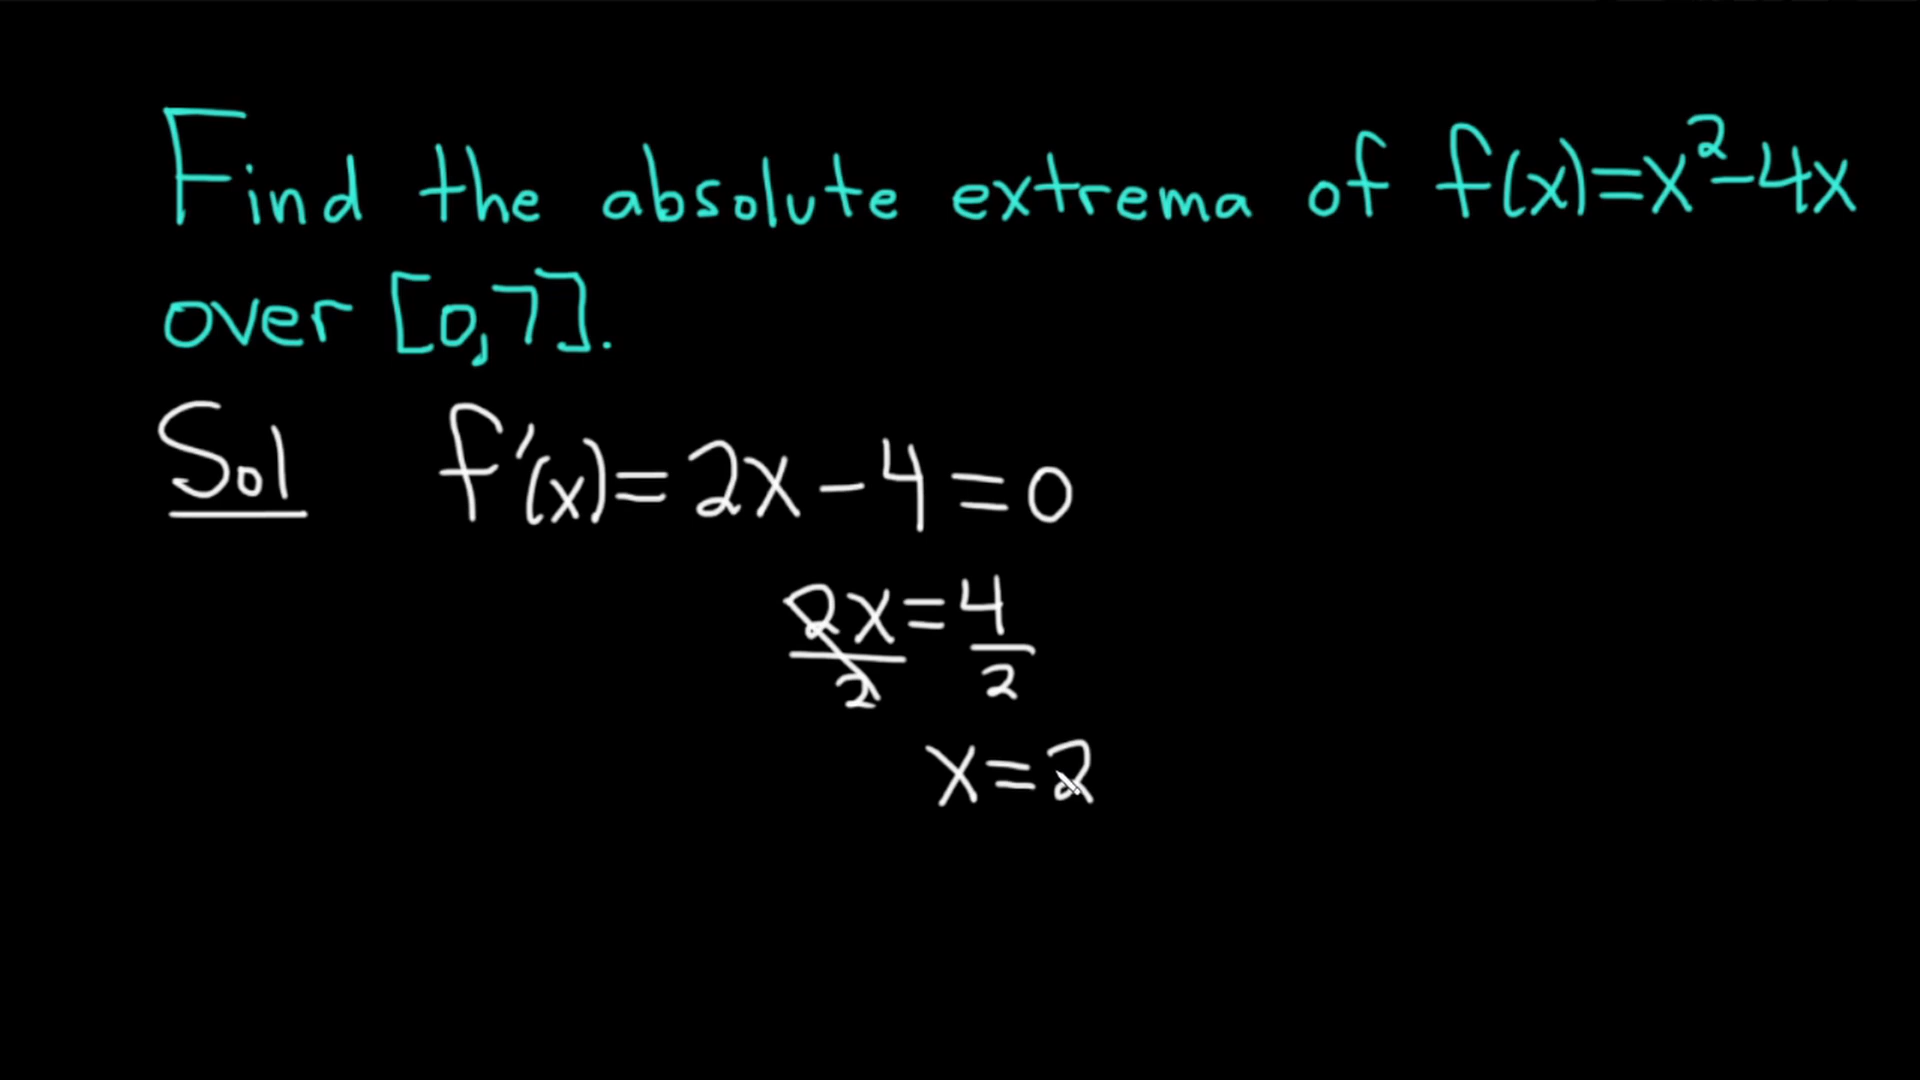 Find the absolute extrema of f(x)=x²-4x
over [0,7].
Sol f'(x)=2x-4=0
2x/2=4/2
x=2